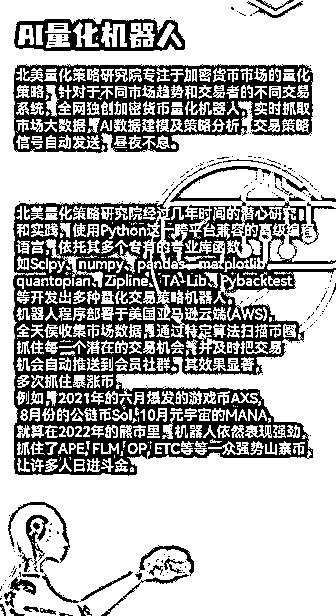 AI量化机器人
北美量化策略研究院专注于加密货币市场的量化
策略，针对于不同市场趋势和交易者的不同交易
系统，全网独创加密货币量化机器人，实时抓取
市场大数据，AI数据建模及策略分析，交易策略
信号自动发送，昼夜不息。
北美量化策略研究院经过几年时间的潜心研究
和实践，使用Python这一跨平台兼容的高级编程
语言，依托其多个专有的专业库函数，
如Scipy、numpy、pandas、matplotlib、
quantopian、Zipline、TA-Lib、Pybacktest
等开发出多种量化交易策略机器人，
机器人程序部署于美国亚马逊云端(AWS)，
全天侯收集市场数据，通过特定算法扫描币圈，
抓住每一个潜在的交易机会，并及时把交易
机会自动推送到会员社群，其效果显著，
多次抓住暴涨币，
例如，2021年的六月爆发的游戏币AXS，
8月份的公链币Sol，10月元宇宙的MANA，
就算在2022年的熊市里，机器人依然表现强劲，
抓住了APE, FLM, OP, ETC等等一众强势山寨币，
让许多人日进斗金。